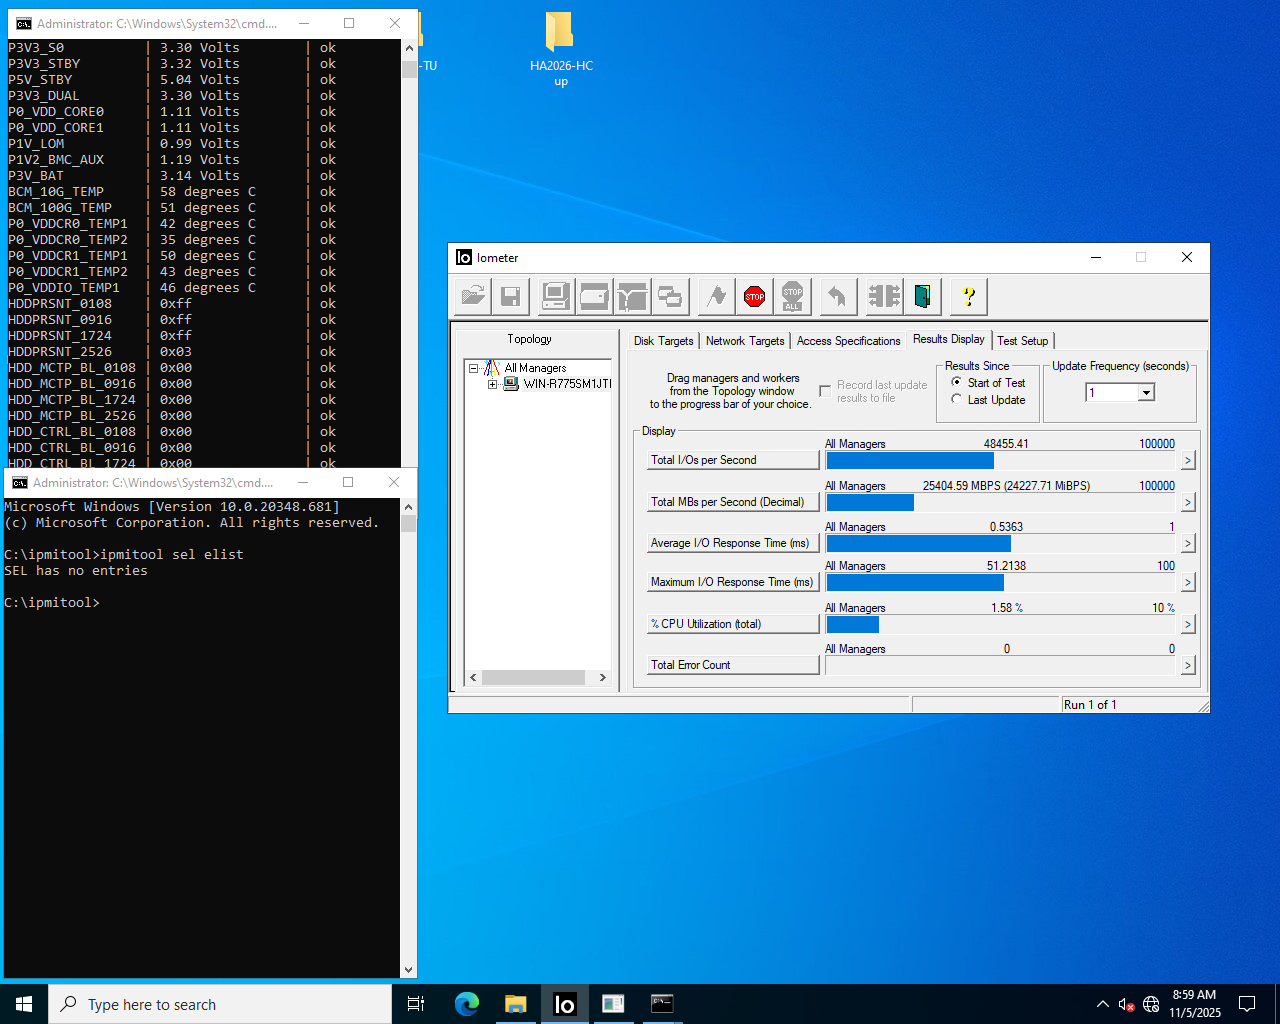 Administrator: C:\Windows\System32\cmd....
P3V3_S0 | 3.30 Volts | ok
P3V3_STBY | 3.32 Volts | ok
P5V_STBY | 5.04 Volts | ok
P3V3_DUAL | 3.30 Volts | ok
P0_VDD_CORE0 | 1.11 Volts | ok
P0_VDD_CORE1 | 1.11 Volts | ok
P1V_LOM | 0.99 Volts | ok
P1V2_BMC_AUX | 1.19 Volts | ok
P3V_BAT | 3.14 Volts | ok
BCM_10G_TEMP | 58 degrees C | ok
BCM_100G_TEMP | 51 degrees C | ok
P0_VDDCR0_TEMP1 | 42 degrees C | ok
P0_VDDCR0_TEMP2 | 35 degrees C | ok
P0_VDDCR1_TEMP1 | 50 degrees C | ok
P0_VDDCR1_TEMP2 | 43 degrees C | ok
P0_VDDIO_TEMP1 | 46 degrees C | ok
HDDPRSNT_0108 | 0xff | ok
HDDPRSNT_0916 | 0xff | ok
HDDPRSNT_1724 | 0xff | ok
HDDPRSNT_2526 | 0x03 | ok
HDD_MCTP_BL_0108 | 0x00 | ok
HDD_MCTP_BL_0916 | 0x00 | ok
HDD_MCTP_BL_1724 | 0x00 | ok
HDD_MCTP_BL_2526 | 0x00 | ok
HDD_CTRL_BL_0108 | 0x00 | ok
HDD_CTRL_BL_0916 | 0x00 | ok
HDD_CTRL_BL_1724 | 0x00 | ok
Administrator: C:\Windows\System32\cmd....
Microsoft Windows [Version 10.0.20348.681]
(c) Microsoft Corporation. All rights reserved.
C:\ipmitool>ipmitool sel elist
SEL has no entries
C:\ipmitool>
-TU
HA2026-HC
up
Iometer
STOP
STOP
ALL
Topology
All Managers
WIN-R775SM1JTI
Disk Targets
Network Targets
Access Specifications
Results Display
Test Setup
Drag managers and workers
from the Topology window
to the progress bar of your choice.
Record last update
results to file
Results Since
Start of Test
Last Update
Update Frequency (seconds)
1
Display
All Managers 48455.41 100000
Total I/Os per Second >
All Managers 25404.59 MBPS (24227.71 MiBPS) 100000
Total MBs per Second (Decimal) >
All Managers 0.5363 1
Average I/O Response Time (ms) >
All Managers 51.2138 100
Maximum I/O Response Time (ms) >
All Managers 1.58 % 10 %
% CPU Utilization (total) >
All Managers 0 0
Total Error Count >
Run 1 of 1
Type here to search
Io
8:59 AM
11/5/2025